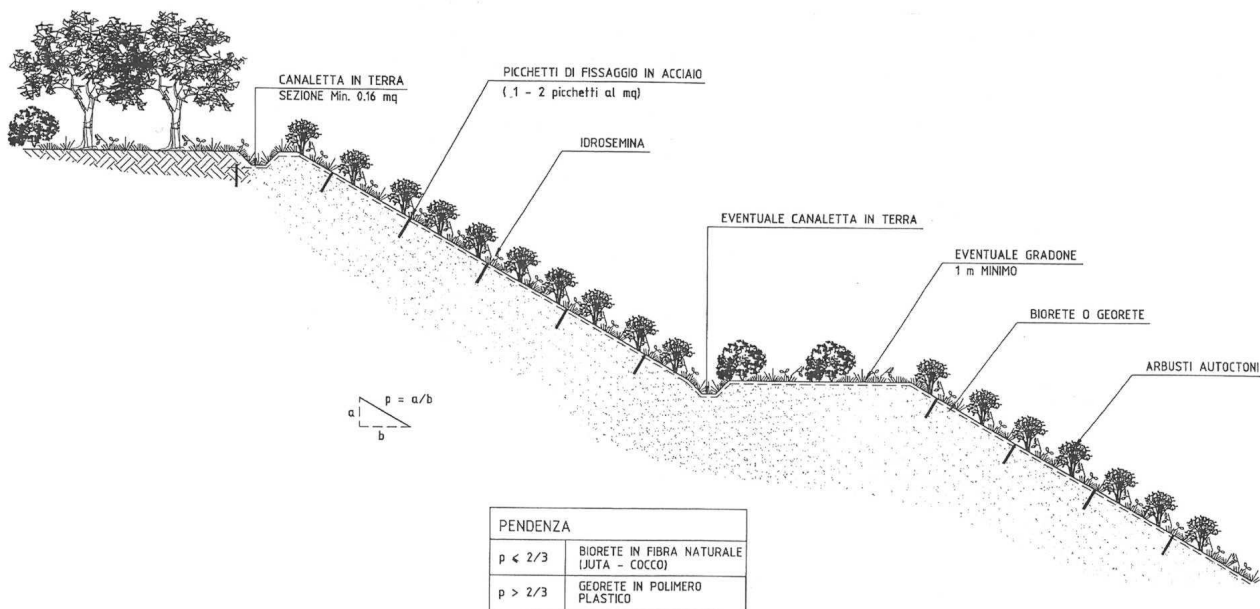 CANALETTA IN TERRA
SEZIONE Min. 0.16 mq
PICCHETTI DI FISSAGGIO IN ACCIAIO
( 1 - 2 picchetti al mq)
IDROSEMINA
EVENTUALE CANALETTA IN TERRA
EVENTUALE GRADONE
1 m MINIMO
BIORETE O GEORETE
ARBUSTI AUTOCTONI
a
p = a/b
b
PENDENZA
p < 2/3 BIORETE IN FIBRA NATURALE
(JUTA - COCCO)
p > 2/3 GEORETE IN POLIMERO
PLASTICO